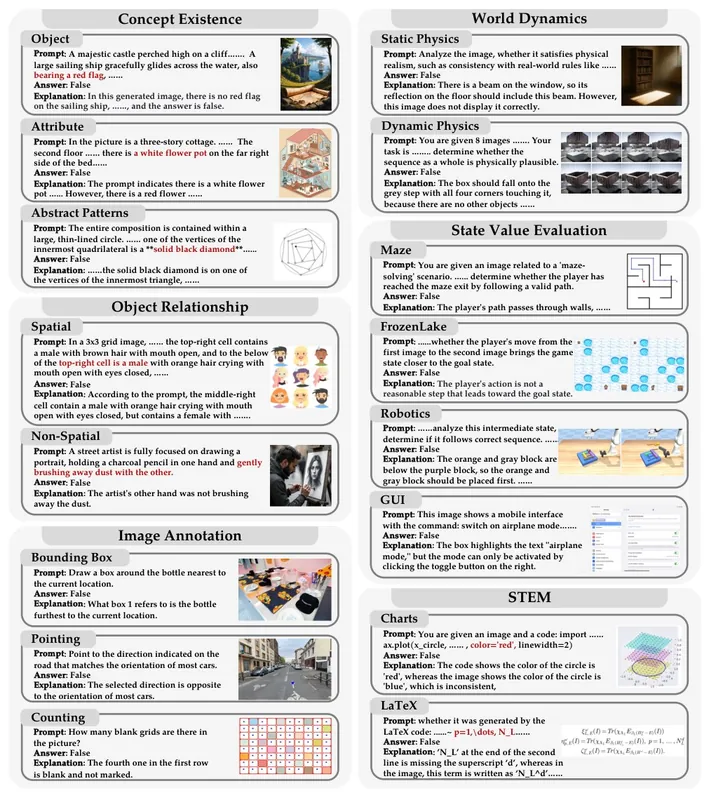 Concept Existence
Object
Prompt: A majestic castle perched high on a cliff……. A
large sailing ship gracefully glides across the water, also
bearing a red flag, ……
Answer: False
Explanation: In this generated image, there is no red flag
on the sailing ship, ……, and the answer is false.
Attribute
Prompt: In the picture is a three-story cottage. …… The
second floor …… there is a white flower pot on the far right
side of the bed……
Answer: False
Explanation: The prompt indicates there is a white flower
pot …… However, there is a red flower ……
Abstract Patterns
Prompt: The entire composition is contained within a
large, thin-lined circle. …… one of the vertices of the
innermost quadrilateral is a **solid black diamond**……
Answer: False
Explanation: ……the solid black diamond is on one of
the vertices of the innermost triangle, ……
Object Relationship
Spatial
Prompt: In a 3x3 grid image, …… the top-right cell contains
a male with brown hair with mouth open, and to the below
of the top-right cell is a male with orange hair crying with
mouth open with eyes closed, ……
Answer: False
Explanation: According to the prompt, the middle-right
cell contain a male with orange hair crying with mouth
open with eyes closed, but contains a female with …….
Non-Spatial
Prompt: A street artist is fully focused on drawing a
portrait, holding a charcoal pencil in one hand and gently
brushing away dust with the other.
Answer: False
Explanation: The artist's other hand was not brushing
away the dust.
Image Annotation
Bounding Box
Prompt: Draw a box around the bottle nearest to
the current location.
Answer: False
Explanation: What box 1 refers to is the bottle
furthest to the current location.
Pointing
Prompt: Point to the direction indicated on the
road that matches the orientation of most cars.
Answer: False
Explanation: The selected direction is opposite
to the orientation of most cars.
Counting
Prompt: How many blank grids are there in
the picture?
Answer: False
Explanation: The fourth one in the first row
is blank and not marked.
World Dynamics
Static Physics
Prompt: Analyze the image, whether it satisfies physical
realism, such as consistency with real-world rules like ……
Answer: False
Explanation: There is a beam on the window, so its
reflection on the floor should include this beam. However,
this image does not display it correctly.
Dynamic Physics
Prompt: You are given 8 images ……. Your
task is …….. determine whether the
sequence as a whole is physically plausible.
Answer: False
Explanation: The box should fall onto the
grey step with all four corners touching it,
because there are no other objects ……
State Value Evaluation
Maze
Prompt: You are given an image related to a 'maze-
solving' scenario. …… determine whether the player has
reached the maze exit by following a valid path.
Answer: False
Explanation: The player's path passes through walls, ……
FrozenLake
Prompt: ……whether the player's move from the
first image to the second image brings the game
state closer to the goal state.
Answer: False
Explanation: The player's action is not a
reasonable step that leads toward the goal state.
Robotics
Prompt: ……analyze this intermediate state,
determine if it follows correct sequence. ……
Answer: False
Explanation: The orange and gray block are
below the purple block, so the orange and
gray block should be placed first. ……
GUI
Prompt: This image shows a mobile interface
with the command: switch on airplane mode…….
Answer: False
Explanation: The box highlights the text "airplane
mode," but the mode can only be activated by
clicking the toggle button on the right.
STEM
Charts
Prompt: You are given an image and a code: import ……
ax.plot(x_circle, …… , color='red', linewidth=2)
Answer: False
Explanation: The code shows the color of the circle is
'red', whereas the image shows the color of the circle is
'blue', which is inconsistent,
LaTeX
Prompt: whether it was generated by the
LaTeX code: ……~ p=1,\dots, N_L……
Answer: False
Explanation: 'N_L' at the end of the second
line is missing the superscript 'd', whereas in
the image, this term is written as 'N_L^d'……